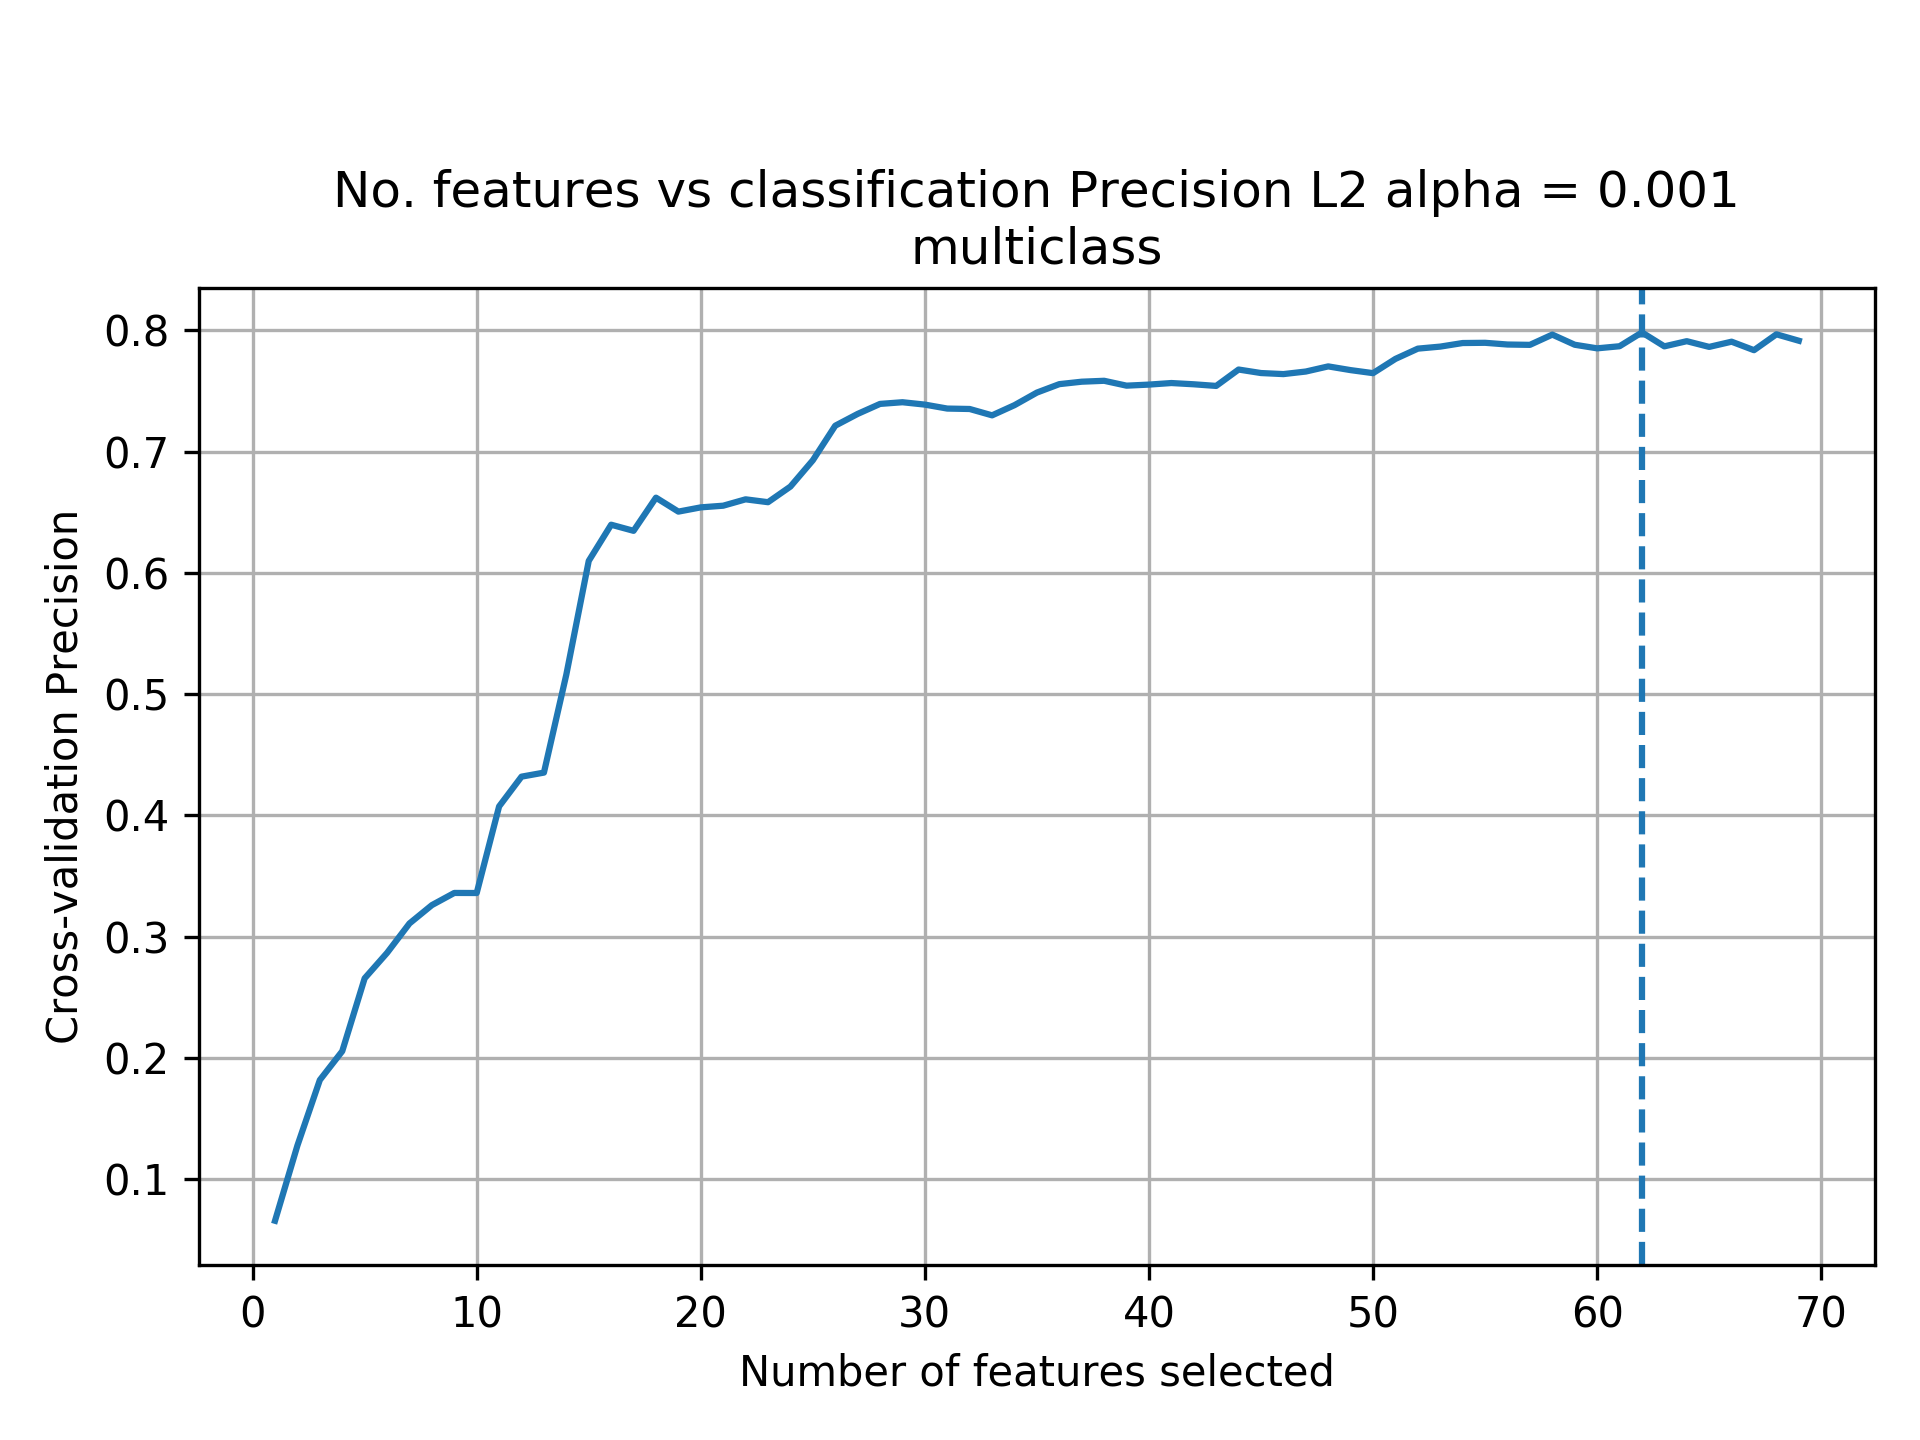 No. features vs classification Precision L2 alpha = 0.001
multiclass
0.8
0.7
0.6
0.5
0.4
0.3
0.2
0.1
Cross-validation Precision
0 10 20 30 40 50 60 70
Number of features selected